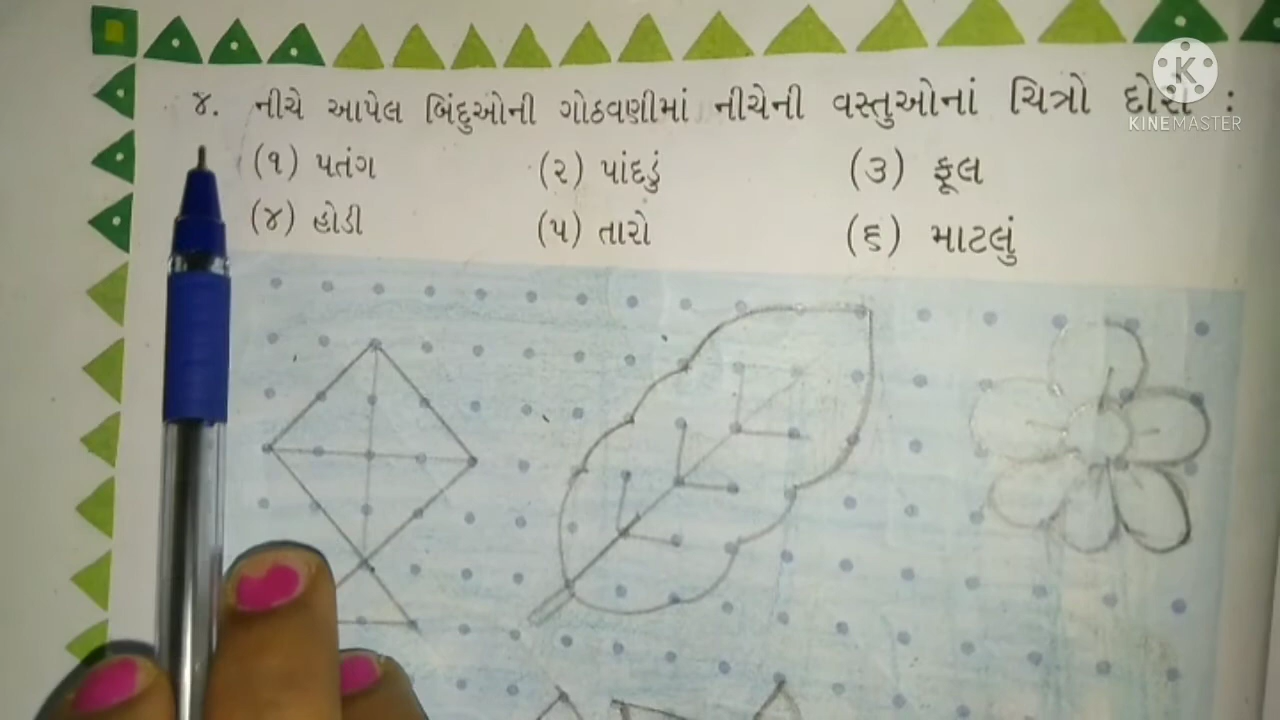 ૪. નીચે આપેલ બિંદુઓની ગોઠવણીમાં નીચેની વસ્તુઓનાં ચિત્રો દોરો :
(૧) પતંગ (૨) પાંદડું (૩) ફૂલ
(૪) હોડી (૫) તારો (૬) માટલું
K
KINEMASTER